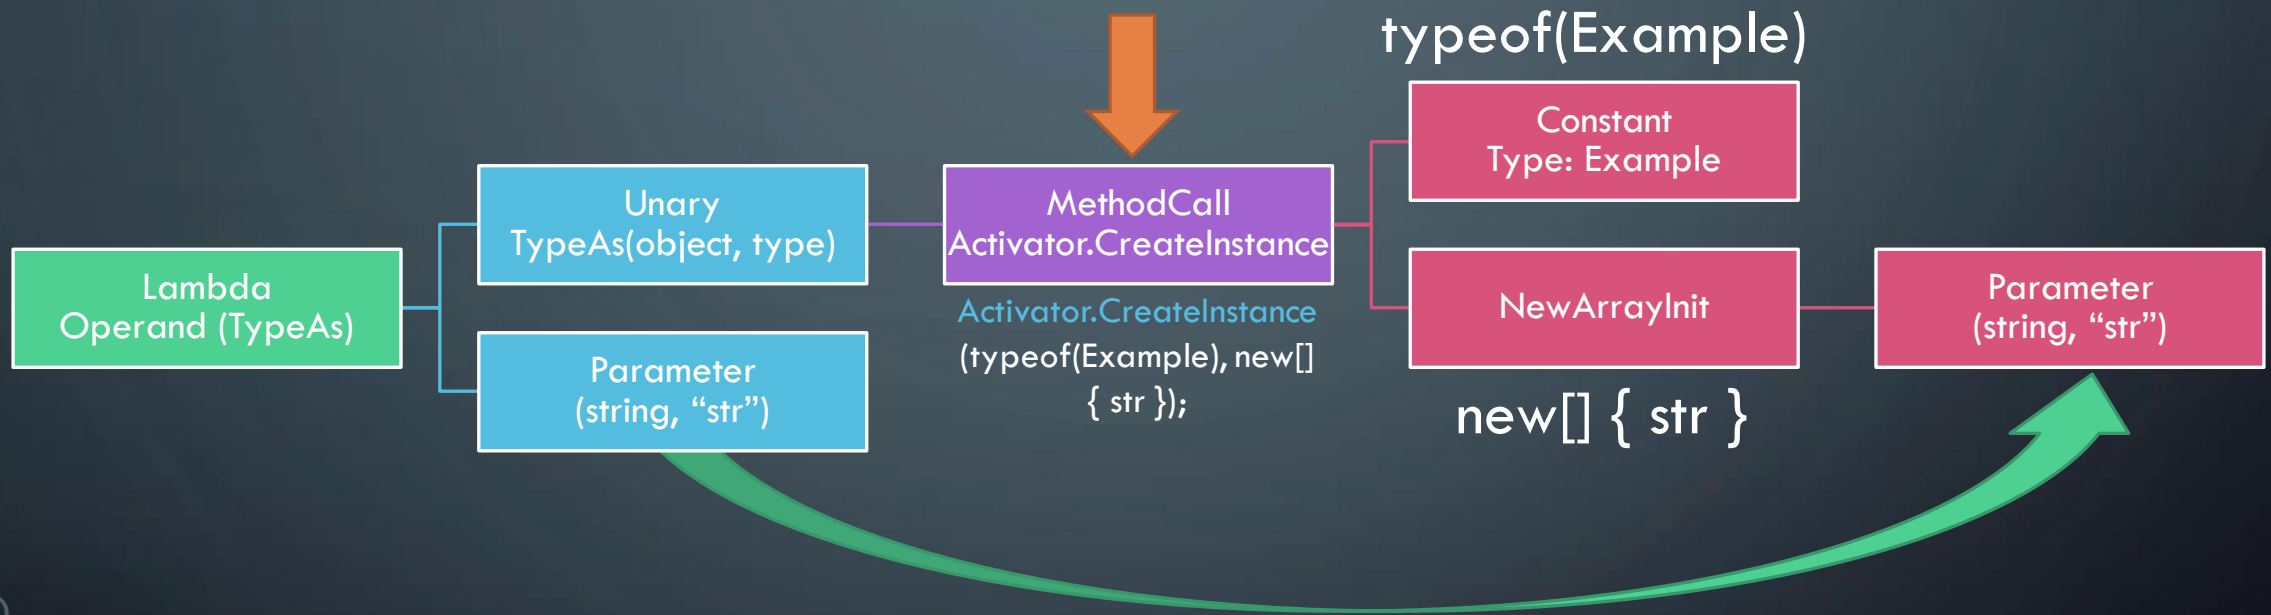 typeof(Example)
Lambda
Operand (TypeAs)
Unary
TypeAs(object, type)
Parameter
(string, “str”)
MethodCall
Activator.CreateInstance
Activator.CreateInstance
(typeof(Example), new[]
{ str });
Constant
Type: Example
NewArrayInit
new[] { str }
Parameter
(string, “str”)